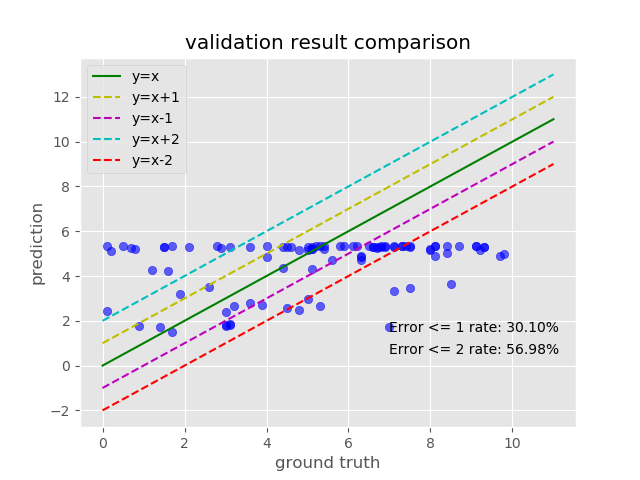 validation result comparison
y=x
y=x+1
y=x-1
y=x+2
y=x-2
12
10
8
6
4
2
0
−2
prediction
Error <= 1 rate: 30.10%
Error <= 2 rate: 56.98%
0 2 4 6 8 10
ground truth